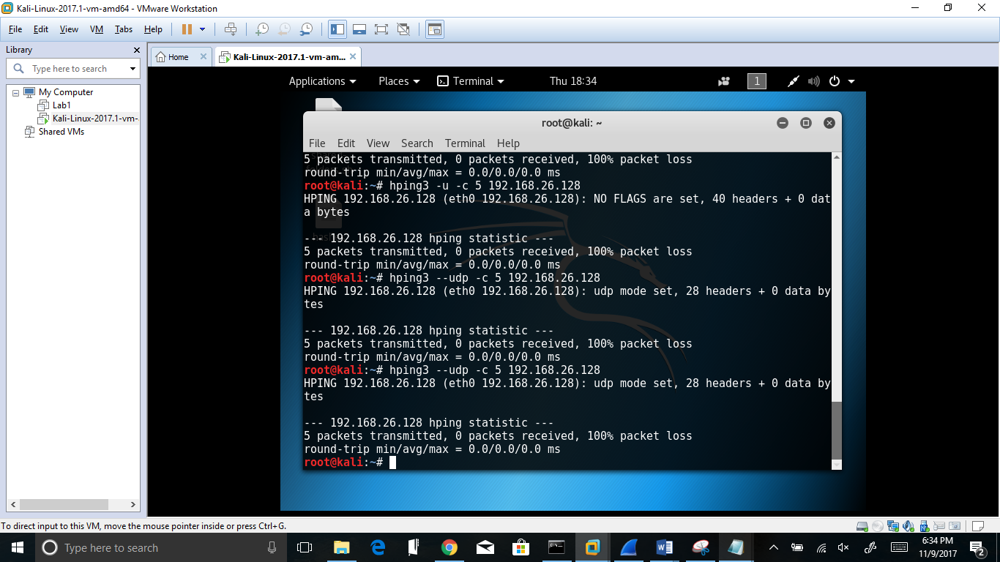 Kali-Linux-2017.1-vm-amd64 - VMware Workstation
File Edit View VM Tabs Help
Library
Type here to search
My Computer
Lab1
Kali-Linux-2017.1-vm-
Shared VMs
Home
Kali-Linux-2017.1-vm-am...
Applications Places Terminal Thu 18:34 1
root@kali: ~
File Edit View Search Terminal Help
5 packets transmitted, 0 packets received, 100% packet loss
round-trip min/avg/max = 0.0/0.0/0.0 ms
root@kali:~# hping3 -u -c 5 192.168.26.128
HPING 192.168.26.128 (eth0 192.168.26.128): NO FLAGS are set, 40 headers + 0 dat
a bytes
--- 192.168.26.128 hping statistic ---
5 packets transmitted, 0 packets received, 100% packet loss
round-trip min/avg/max = 0.0/0.0/0.0 ms
root@kali:~# hping3 --udp -c 5 192.168.26.128
HPING 192.168.26.128 (eth0 192.168.26.128): udp mode set, 28 headers + 0 data by
tes
--- 192.168.26.128 hping statistic ---
5 packets transmitted, 0 packets received, 100% packet loss
round-trip min/avg/max = 0.0/0.0/0.0 ms
root@kali:~# hping3 --udp -c 5 192.168.26.128
HPING 192.168.26.128 (eth0 192.168.26.128): udp mode set, 28 headers + 0 data by
tes
--- 192.168.26.128 hping statistic ---
5 packets transmitted, 0 packets received, 100% packet loss
round-trip min/avg/max = 0.0/0.0/0.0 ms
root@kali:~#
To direct input to this VM, move the mouse pointer inside or press Ctrl+G.
Type here to search
6:34 PM
11/9/2017
2